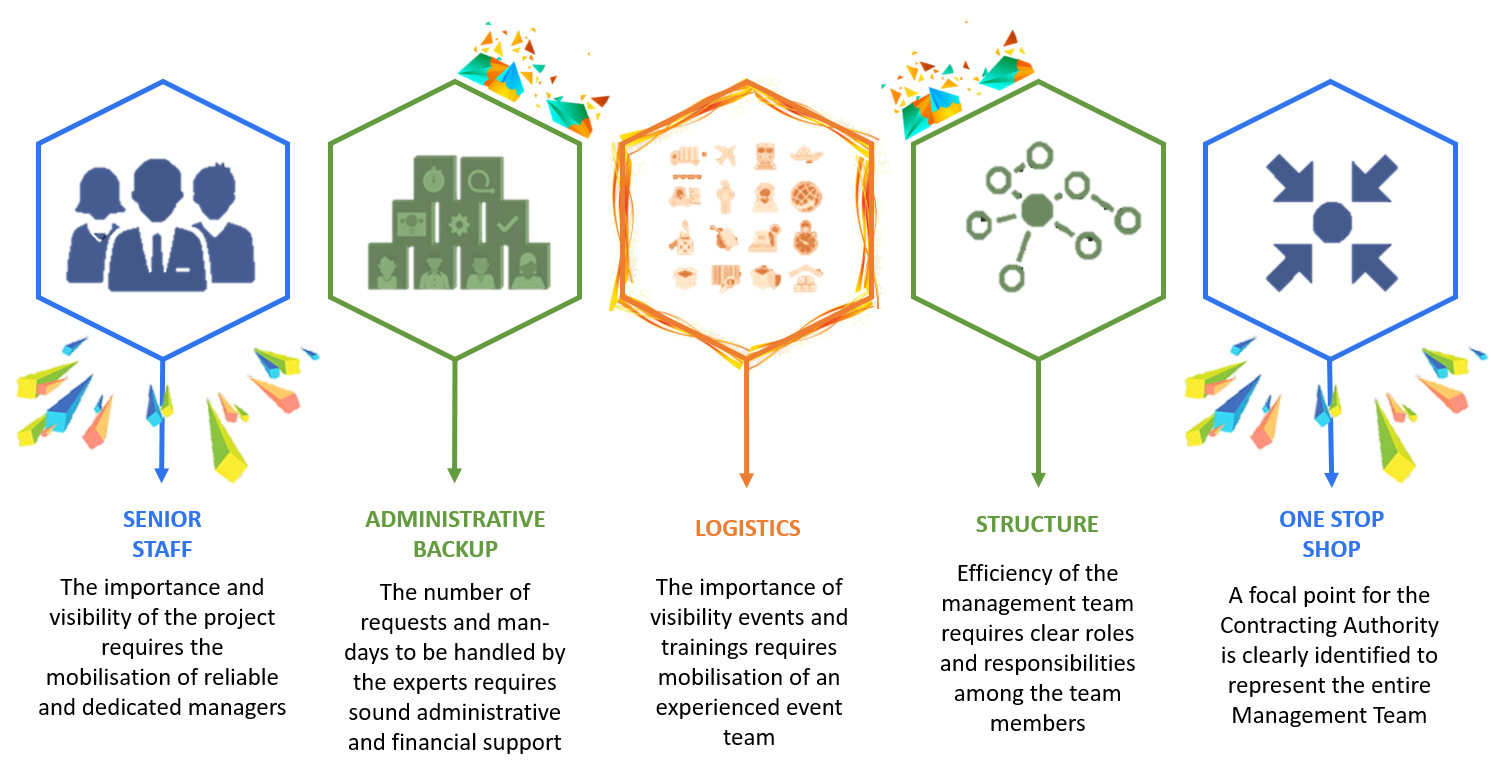 SENIOR
STAFF
The importance and
visibility of the project
requires the
mobilisation of reliable
and dedicated managers
ADMINISTRATIVE
BACKUP
The number of
requests and man-
days to be handled by
the experts requires
sound administrative
and financial support
LOGISTICS
The importance of
visibility events and
trainings requires
mobilisation of an
experienced event
team
STRUCTURE
Efficiency of the
management team
requires clear roles
and responsibilities
among the team
members
ONE STOP
SHOP
A focal point for the
Contracting Authority
is clearly identified to
represent the entire
Management Team